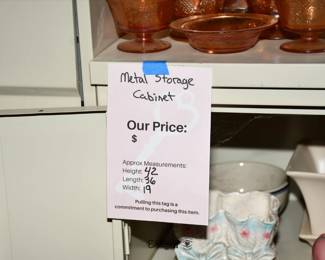 Metal Storage
Cabinet
Our Price:
$
Approx Measurements:
Height: 42
Length: 36
Width: 19
Pulling this tag is a
commitment to purchasing this item.